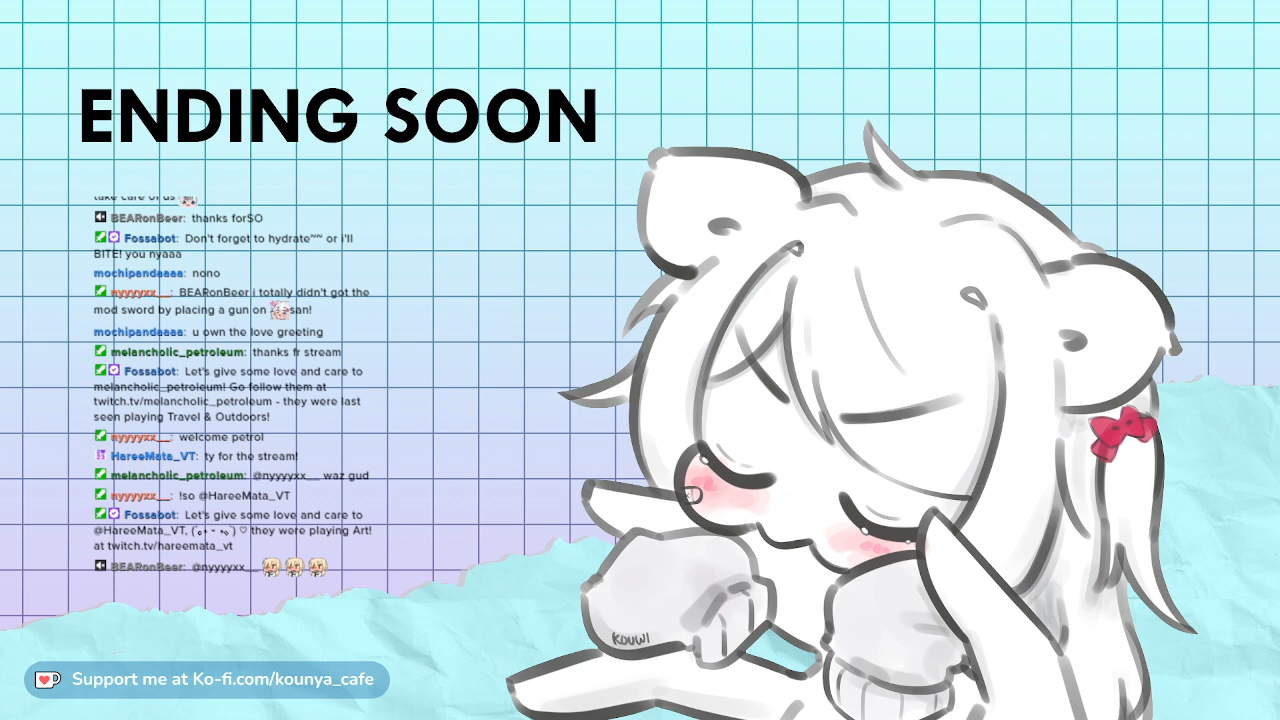 ENDING SOON
take care of us
BEARonBeer: thanks forSO
Fossabot: Don't forget to hydrate~~ or i'll
BITE! you nyaaa
mochipandaaaa: nono
nyyyyxx__: BEARonBeer i totally didn't got the
mod sword by placing a gun on san!
mochipandaaaa: u own the love greeting
melancholic_petroleum: thanks fr stream
Fossabot: Let's give some love and care to
melancholic_petroleum! Go follow them at
twitch.tv/melancholic_petroleum - they were last
seen playing Travel & Outdoors!
nyyyyxx__: welcome petrol
HareeMata_VT: ty for the stream!
melancholic_petroleum: @nyyyyxx__ waz gud
nyyyyxx__: !so @HareeMata_VT
Fossabot: Let's give some love and care to
@HareeMata_VT, ♡ they were playing Art!
at twitch.tv/hareemata_vt
BEARonBeer: @nyyyyxx__
KOUWI
Support me at Ko-fi.com/kounya_cafe